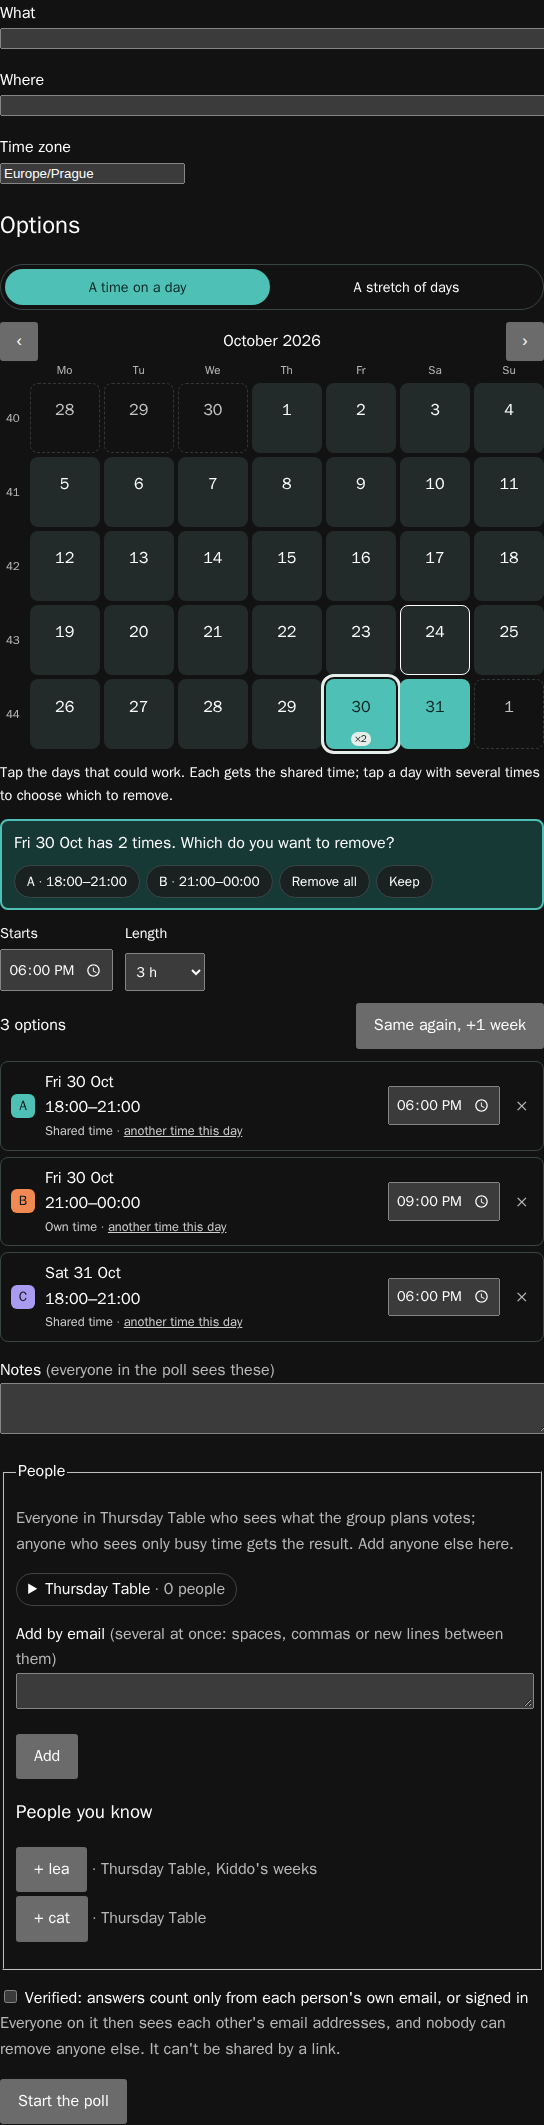 What
Where
Time zone
Europe/Prague
Options
A time on a day
A stretch of days
‹
October 2026
›
Mo Tu We Th Fr Sa Su
40 28 29 30 1 2 3 4
41 5 6 7 8 9 10 11
42 12 13 14 15 16 17 18
43 19 20 21 22 23 24 25
44 26 27 28 29 30 31 1
×2
Tap the days that could work. Each gets the shared time; tap a day with several times
to choose which to remove.
Fri 30 Oct has 2 times. Which do you want to remove?
A · 18:00–21:00
B · 21:00–00:00
Remove all
Keep
Starts
Length
06:00 PM
3 h
3 options
Same again, +1 week
A
Fri 30 Oct
18:00–21:00
Shared time · another time this day
06:00 PM
×
B
Fri 30 Oct
21:00–00:00
Own time · another time this day
09:00 PM
×
C
Sat 31 Oct
18:00–21:00
Shared time · another time this day
06:00 PM
×
Notes (everyone in the poll sees these)
People
Everyone in Thursday Table who sees what the group plans votes;
anyone who sees only busy time gets the result. Add anyone else here.
▶ Thursday Table · 0 people
Add by email (several at once: spaces, commas or new lines between
them)
Add
People you know
+ lea · Thursday Table, Kiddo's weeks
+ cat · Thursday Table
Verified: answers count only from each person's own email, or signed in
Everyone on it then sees each other's email addresses, and nobody can
remove anyone else. It can't be shared by a link.
Start the poll